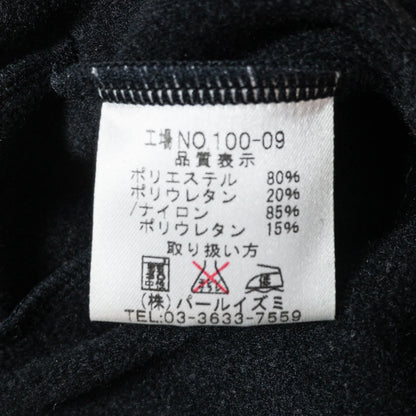 工場NO.100-09
品質表示
ポリエステル 80%
ポリウレタン 20%
/ナイロン 85%
ポリウレタン 15%
取り扱い方
(株)パールイズミ
TEL:03-3633-7559